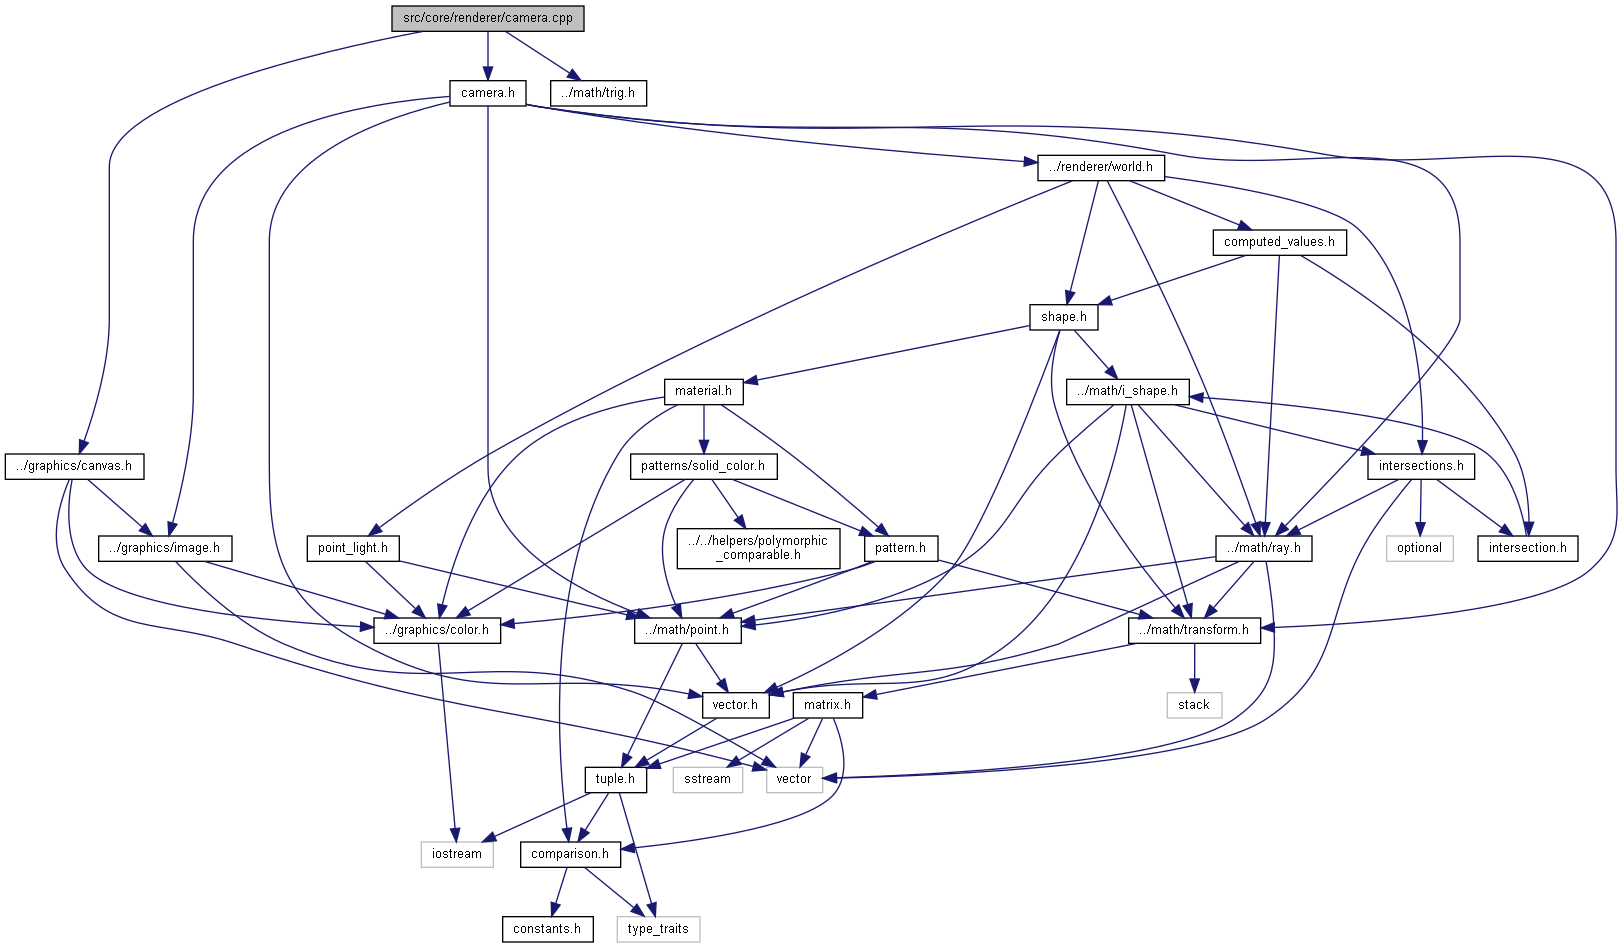 src/core/renderer/camera.cpp
camera.h
../math/trig.h
../renderer/world.h
computed_values.h
shape.h
material.h
../math/i_shape.h
../graphics/canvas.h
patterns/solid_color.h
intersections.h
../graphics/image.h
point_light.h
../../helpers/polymorphic
_comparable.h
pattern.h
../math/ray.h
optional
intersection.h
../graphics/color.h
../math/point.h
../math/transform.h
vector.h
matrix.h
stack
tuple.h
sstream
vector
iostream
comparison.h
constants.h
type_traits